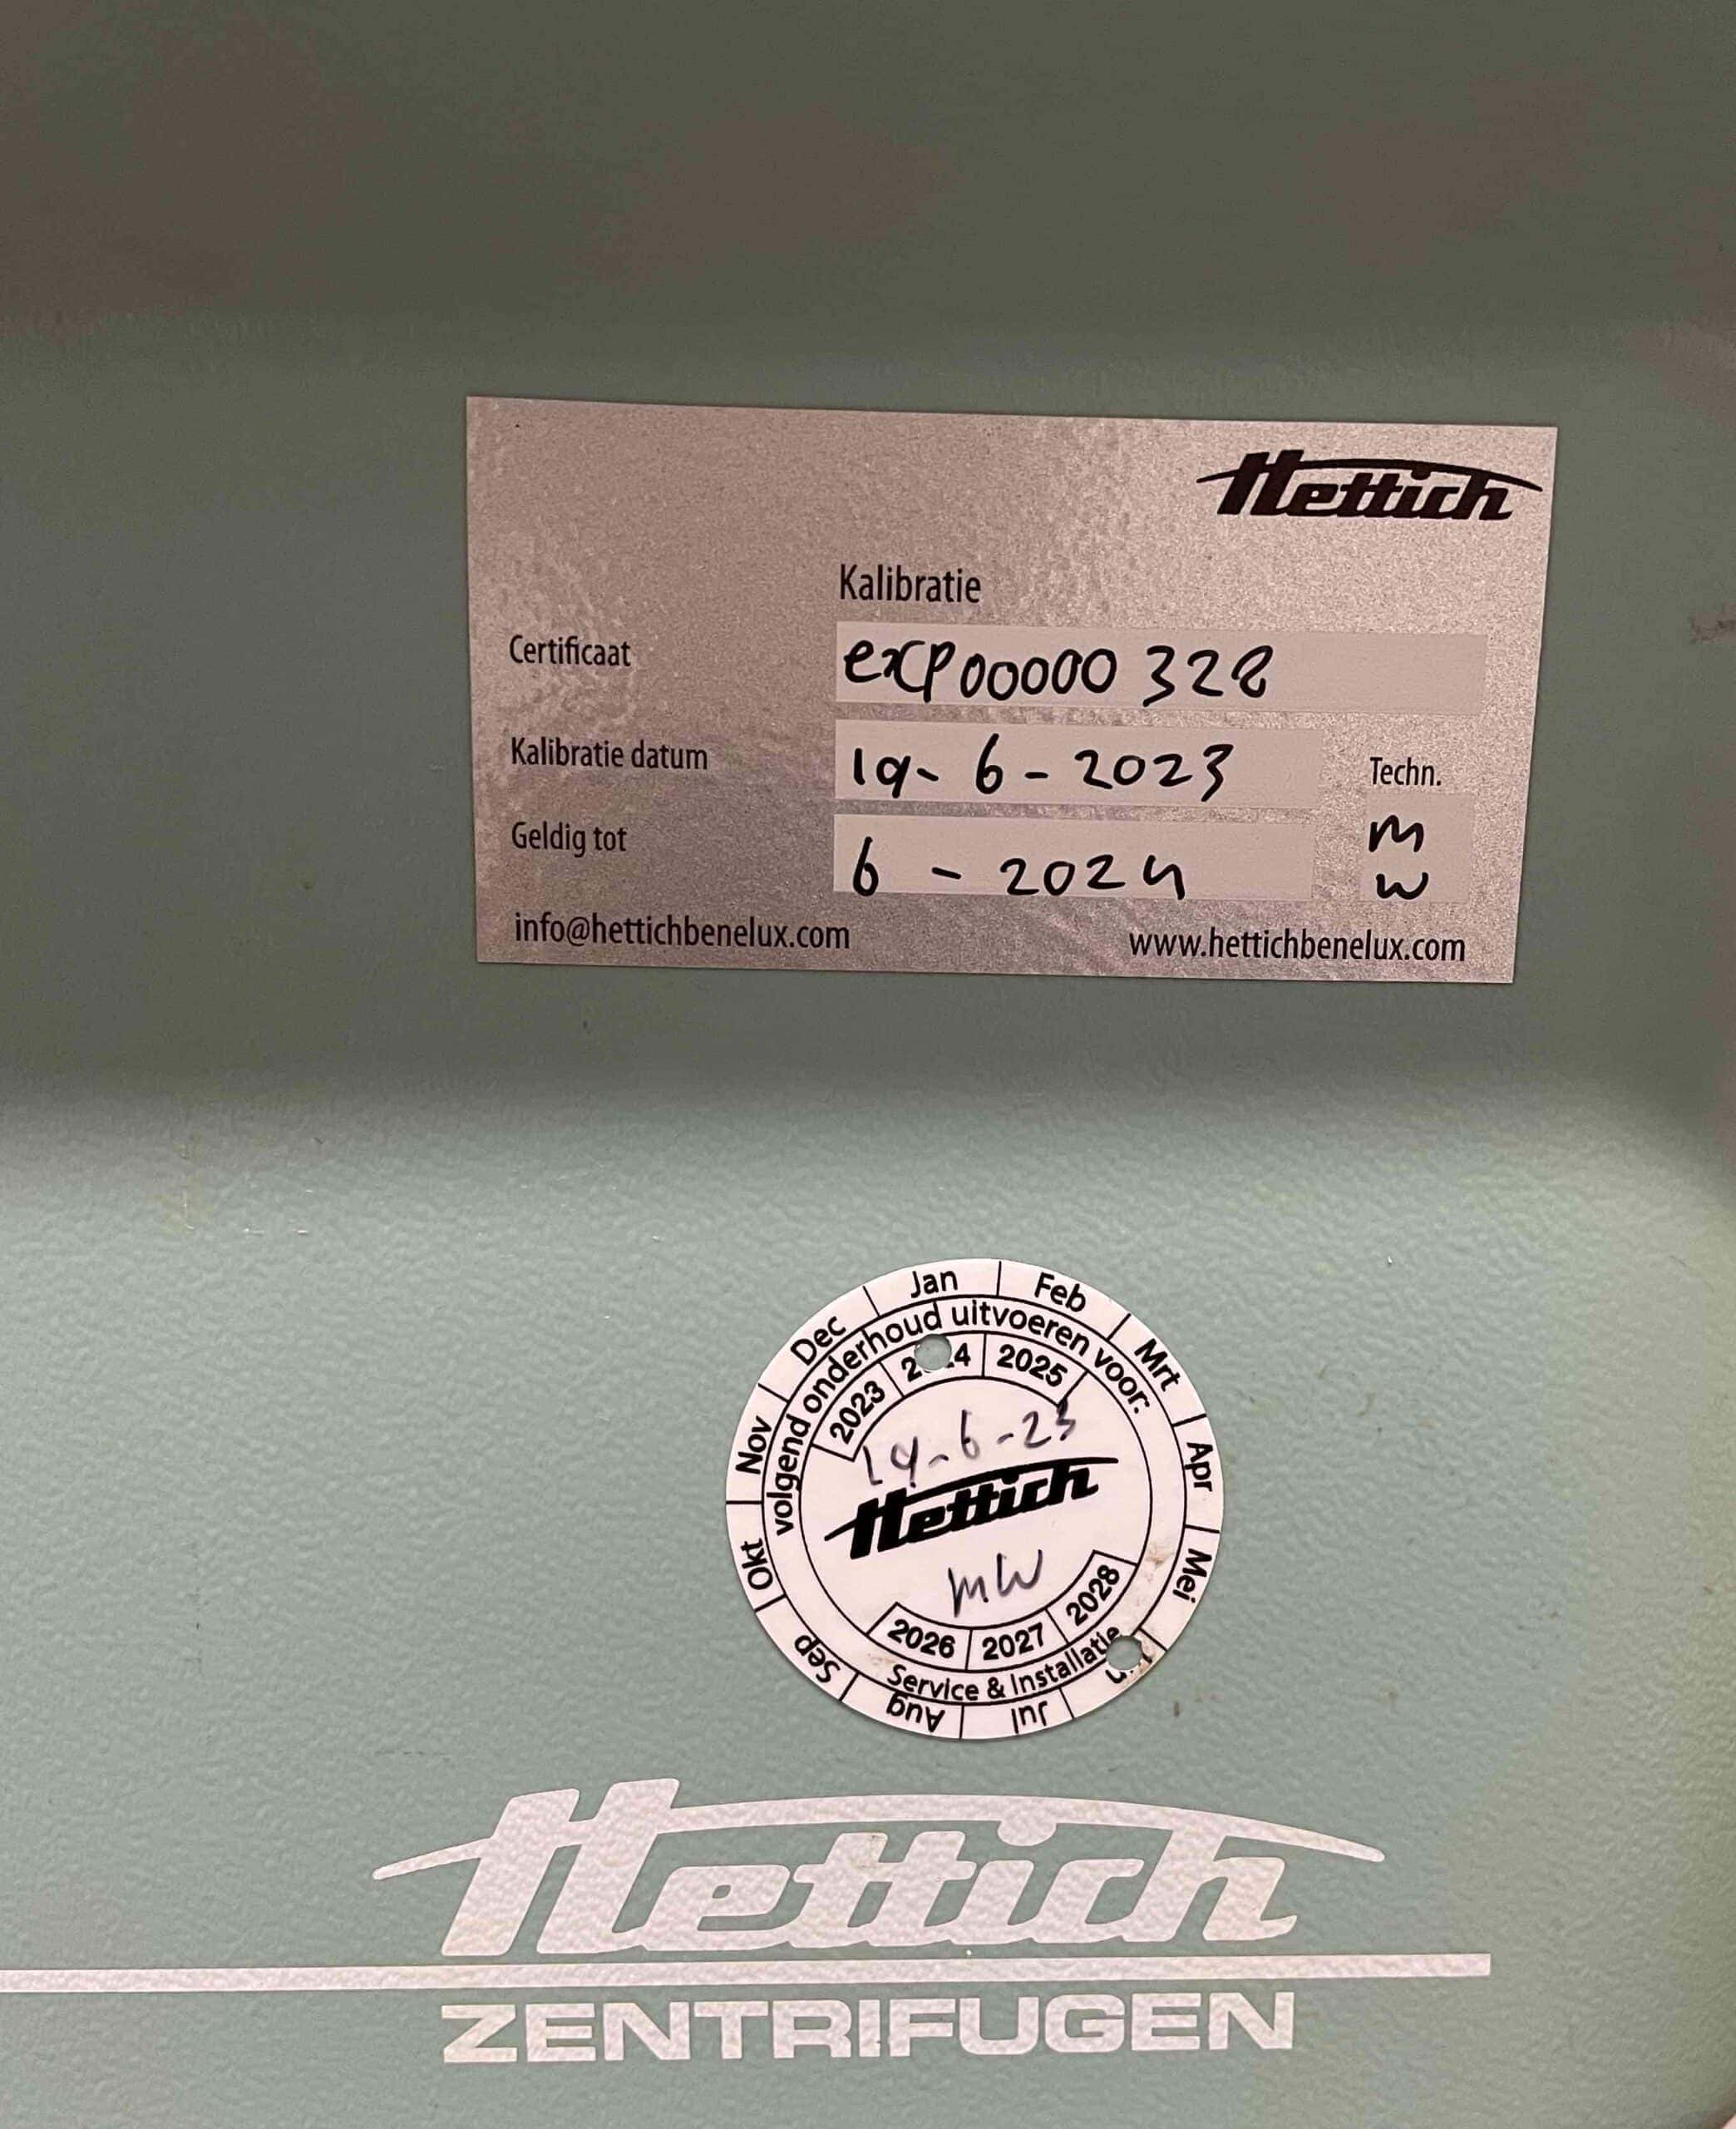 Hettich
Kalibratie
Certificaat exp00000 328
Kalibratie datum 19-6-2023 Techn.
Geldig tot 6 - 2024 m w
info@hettichbenelux.com www.hettichbenelux.com
Jan Feb Mrt Apr Mei Jul Aug Sep Okt Nov Dec
volgend onderhoud uitvoeren voor:
2023 2025
19-6-23
Hettich
MW
2026 2027 2028
Service & Installatie
Hettich
ZENTRIFUGEN